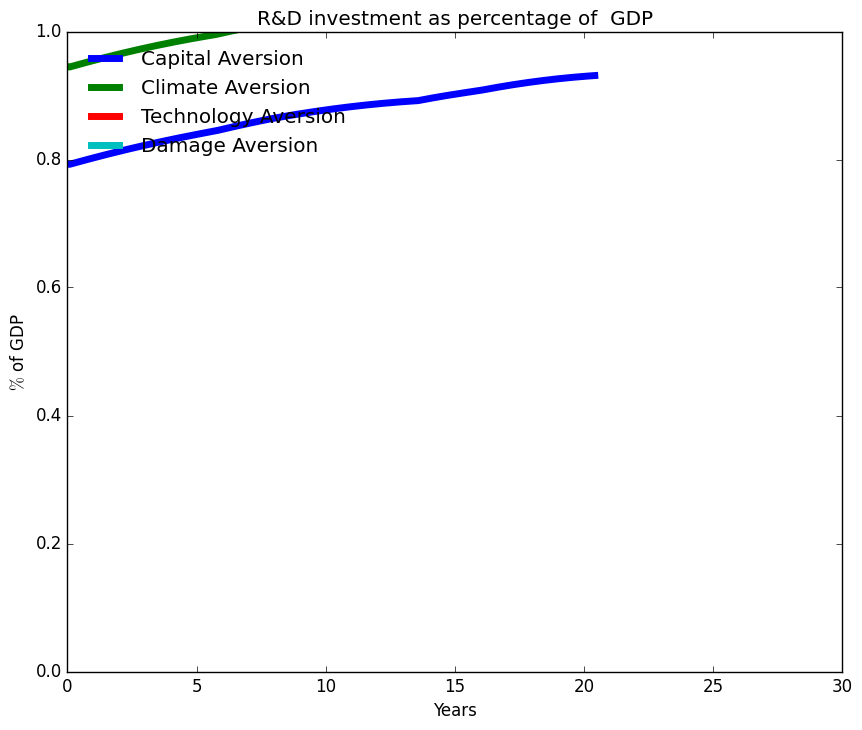 R&D investment as percentage of  GDP
1.0
0.8
0.6
0.4
0.2
0.0
% of GDP
Capital Aversion
Climate Aversion
Technology Aversion
Damage Aversion
0 5 10 15 20 25 30
Years